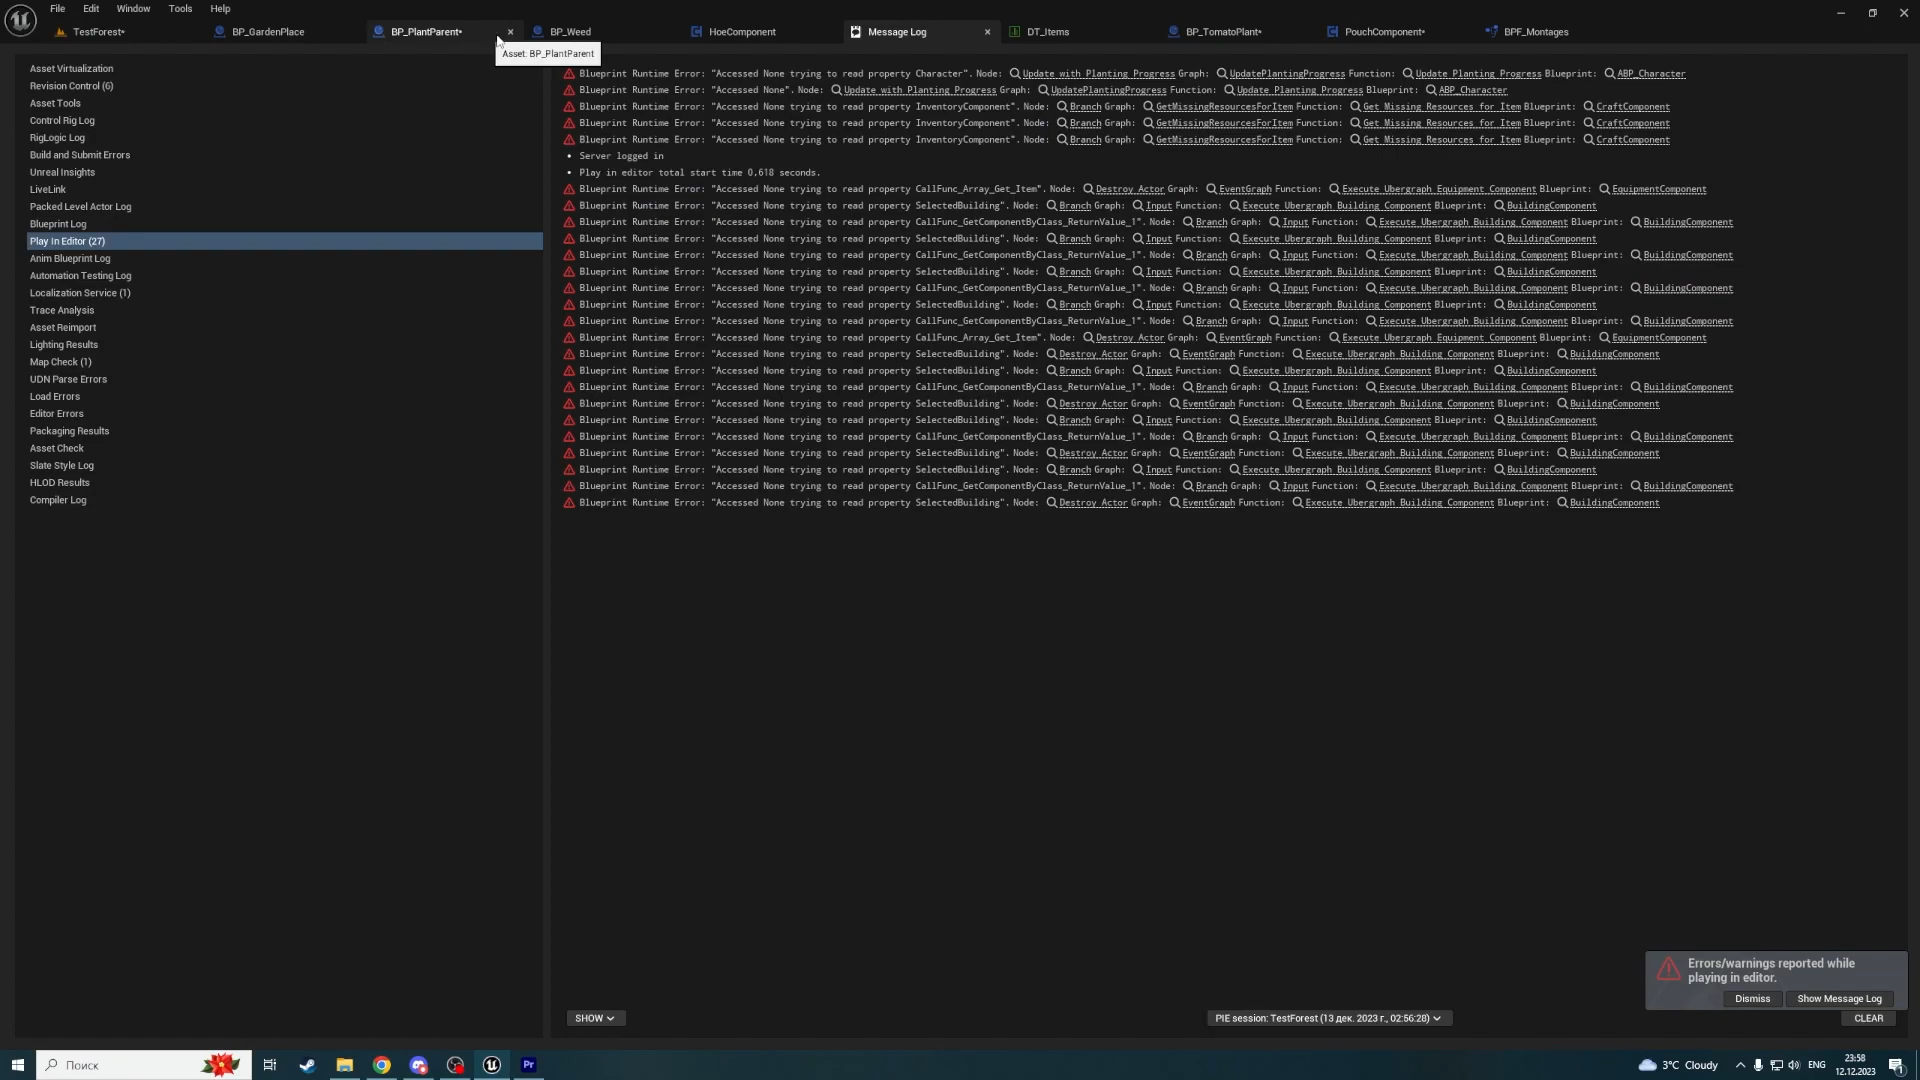 File Edit Window Tools Help
TestForest* BP_GardenPlace BP_PlantParent* BP_Weed HoeComponent Message Log DT_Items BP_TomatoPlant* PouchComponent* BPF_Montages
Asset: BP_PlantParent
Asset Virtualization
Revision Control (6)
Asset Tools
Control Rig Log
RigLogic Log
Build and Submit Errors
Unreal Insights
LiveLink
Packed Level Actor Log
Blueprint Log
Play In Editor (27)
Anim Blueprint Log
Automation Testing Log
Localization Service (1)
Trace Analysis
Asset Reimport
Lighting Results
Map Check (1)
UDN Parse Errors
Load Errors
Editor Errors
Packaging Results
Asset Check
Slate Style Log
HLOD Results
Compiler Log
Blueprint Runtime Error: "Accessed None trying to read property Character". Node: Update with Planting Progress Graph: UpdatePlantingProgress Function: Update Planting Progress Blueprint: ABP_Character
Blueprint Runtime Error: "Accessed None". Node: Update with Planting Progress Graph: UpdatePlantingProgress Function: Update Planting Progress Blueprint: ABP_Character
Blueprint Runtime Error: "Accessed None trying to read property InventoryComponent". Node: Branch Graph: GetMissingResourcesForItem Function: Get Missing Resources for Item Blueprint: CraftComponent
Blueprint Runtime Error: "Accessed None trying to read property InventoryComponent". Node: Branch Graph: GetMissingResourcesForItem Function: Get Missing Resources for Item Blueprint: CraftComponent
Blueprint Runtime Error: "Accessed None trying to read property InventoryComponent". Node: Branch Graph: GetMissingResourcesForItem Function: Get Missing Resources for Item Blueprint: CraftComponent
• Server logged in
• Play in editor total start time 0,618 seconds.
Blueprint Runtime Error: "Accessed None trying to read property CallFunc_Array_Get_Item". Node: Destroy Actor Graph: EventGraph Function: Execute Ubergraph Equipment Component Blueprint: EquipmentComponent
Blueprint Runtime Error: "Accessed None trying to read property SelectedBuilding". Node: Branch Graph: Input Function: Execute Ubergraph Building Component Blueprint: BuildingComponent
Blueprint Runtime Error: "Accessed None trying to read property CallFunc_GetComponentByClass_ReturnValue_1". Node: Branch Graph: Input Function: Execute Ubergraph Building Component Blueprint: BuildingComponent
Blueprint Runtime Error: "Accessed None trying to read property SelectedBuilding". Node: Branch Graph: Input Function: Execute Ubergraph Building Component Blueprint: BuildingComponent
Blueprint Runtime Error: "Accessed None trying to read property CallFunc_GetComponentByClass_ReturnValue_1". Node: Branch Graph: Input Function: Execute Ubergraph Building Component Blueprint: BuildingComponent
Blueprint Runtime Error: "Accessed None trying to read property SelectedBuilding". Node: Branch Graph: Input Function: Execute Ubergraph Building Component Blueprint: BuildingComponent
Blueprint Runtime Error: "Accessed None trying to read property CallFunc_GetComponentByClass_ReturnValue_1". Node: Branch Graph: Input Function: Execute Ubergraph Building Component Blueprint: BuildingComponent
Blueprint Runtime Error: "Accessed None trying to read property SelectedBuilding". Node: Branch Graph: Input Function: Execute Ubergraph Building Component Blueprint: BuildingComponent
Blueprint Runtime Error: "Accessed None trying to read property CallFunc_GetComponentByClass_ReturnValue_1". Node: Branch Graph: Input Function: Execute Ubergraph Building Component Blueprint: BuildingComponent
Blueprint Runtime Error: "Accessed None trying to read property CallFunc_Array_Get_Item". Node: Destroy Actor Graph: EventGraph Function: Execute Ubergraph Equipment Component Blueprint: EquipmentComponent
Blueprint Runtime Error: "Accessed None trying to read property SelectedBuilding". Node: Destroy Actor Graph: EventGraph Function: Execute Ubergraph Building Component Blueprint: BuildingComponent
Blueprint Runtime Error: "Accessed None trying to read property SelectedBuilding". Node: Branch Graph: Input Function: Execute Ubergraph Building Component Blueprint: BuildingComponent
Blueprint Runtime Error: "Accessed None trying to read property CallFunc_GetComponentByClass_ReturnValue_1". Node: Branch Graph: Input Function: Execute Ubergraph Building Component Blueprint: BuildingComponent
Blueprint Runtime Error: "Accessed None trying to read property SelectedBuilding". Node: Destroy Actor Graph: EventGraph Function: Execute Ubergraph Building Component Blueprint: BuildingComponent
Blueprint Runtime Error: "Accessed None trying to read property SelectedBuilding". Node: Branch Graph: Input Function: Execute Ubergraph Building Component Blueprint: BuildingComponent
Blueprint Runtime Error: "Accessed None trying to read property CallFunc_GetComponentByClass_ReturnValue_1". Node: Branch Graph: Input Function: Execute Ubergraph Building Component Blueprint: BuildingComponent
Blueprint Runtime Error: "Accessed None trying to read property SelectedBuilding". Node: Destroy Actor Graph: EventGraph Function: Execute Ubergraph Building Component Blueprint: BuildingComponent
Blueprint Runtime Error: "Accessed None trying to read property SelectedBuilding". Node: Branch Graph: Input Function: Execute Ubergraph Building Component Blueprint: BuildingComponent
Blueprint Runtime Error: "Accessed None trying to read property CallFunc_GetComponentByClass_ReturnValue_1". Node: Branch Graph: Input Function: Execute Ubergraph Building Component Blueprint: BuildingComponent
Blueprint Runtime Error: "Accessed None trying to read property SelectedBuilding". Node: Destroy Actor Graph: EventGraph Function: Execute Ubergraph Building Component Blueprint: BuildingComponent
Errors/warnings reported while
playing in editor.
Dismiss Show Message Log
SHOW PIE session: TestForest (13 дек. 2023 г., 02:56:28) CLEAR
Поиск Pr 3°C Cloudy ENG 23:58
12.12.2023 1